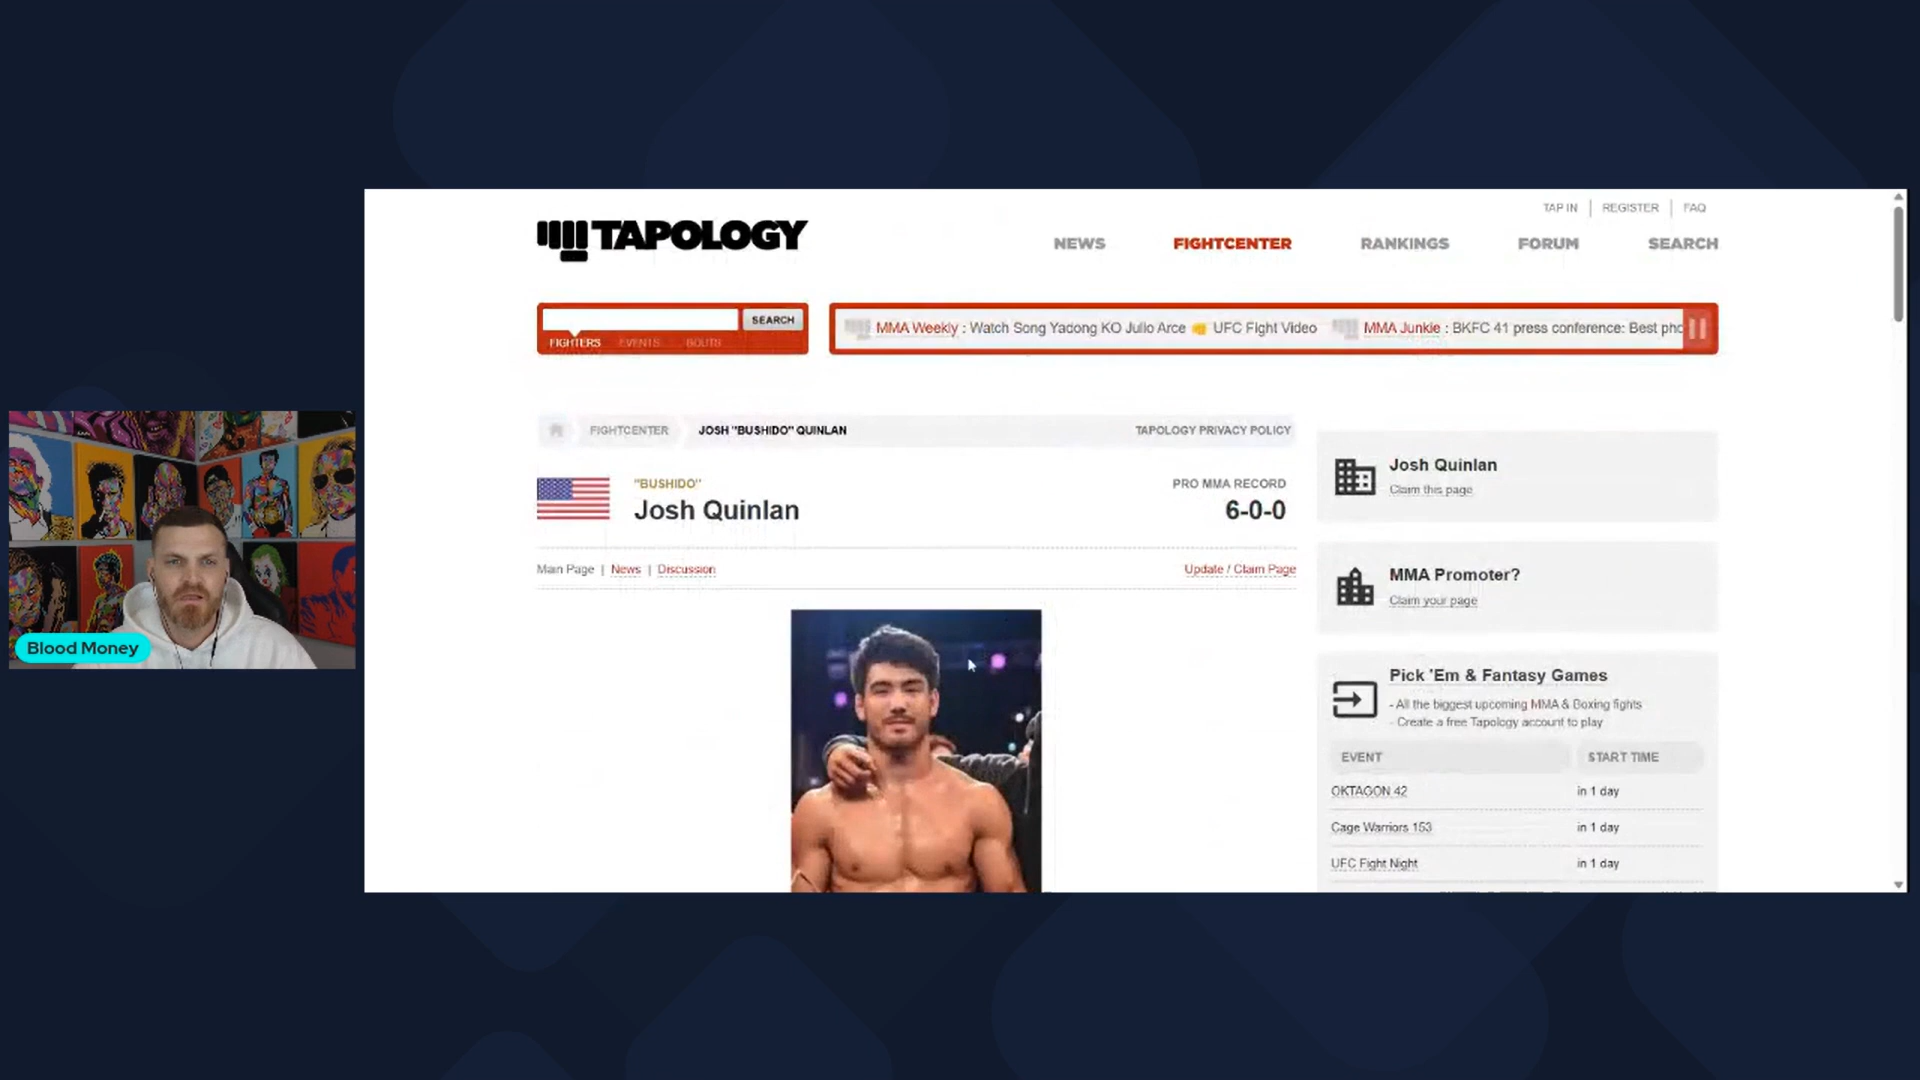 TAP IN
REGISTER
FAQ
TAPOLOGY
NEWS
FIGHTCENTER
RANKINGS
FORUM
SEARCH
SEARCH
FIGHTERS
EVENTS
BOUTS
MMA Weekly : Watch Song Yadong KO Julio Arce 👊 UFC Fight Video
MMA Junkie : BKFC 41 press conference: Best pho
FIGHTCENTER
JOSH "BUSHIDO" QUINLAN
TAPOLOGY PRIVACY POLICY
"BUSHIDO"
Josh Quinlan
PRO MMA RECORD
6-0-0
Main Page | News | Discussion
Update / Claim Page
Josh Quinlan
Claim this page
MMA Promoter?
Claim your page
Pick 'Em & Fantasy Games
- All the biggest upcoming MMA & Boxing fights
- Create a free Tapology account to play
EVENT
START TIME
OKTAGON 42
in 1 day
Cage Warriors 153
in 1 day
UFC Fight Night
in 1 day
Blood Money